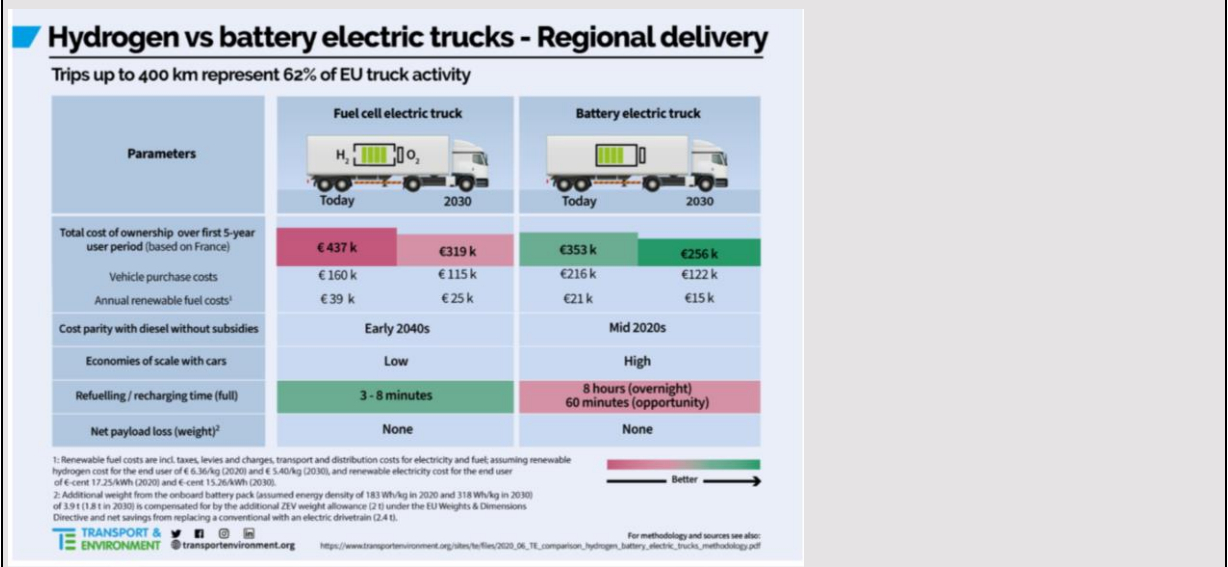 Hydrogen vs battery electric trucks - Regional delivery
Trips up to 400 km represent 62% of EU truck activity
Parameters
Fuel cell electric truck
Battery electric truck
H₂ O₂
Today 2030 Today 2030
Total cost of ownership over first 5-year
user period (based on France)
€ 437 k €319 k €353 k €256 k
Vehicle purchase costs € 160 k € 115 k €216 k €122 k
Annual renewable fuel costs¹ € 39 k € 25 k €21 k €15 k
Cost parity with diesel without subsidies Early 2040s Mid 2020s
Economies of scale with cars Low High
Refuelling / recharging time (full) 3 - 8 minutes 8 hours (overnight)
60 minutes (opportunity)
Net payload loss (weight)² None None
1: Renewable fuel costs are incl. taxes, levies and charges, transport and distribution costs for electricity and fuel; assuming renewable
hydrogen cost for the end user of € 6.36/kg (2020) and € 5.40/kg (2030), and renewable electricity cost for the end user
of €-cent 17.25/kWh (2020) and €-cent 15.26/kWh (2030).
2: Additional weight from the onboard battery pack (assumed energy density of 183 Wh/kg in 2020 and 318 Wh/kg in 2030)
of 3.9 t (1.8 t in 2030) is compensated for by the additional ZEV weight allowance (2 t) under the EU Weights & Dimensions
Directive and net savings from replacing a conventional with an electric drivetrain (2.4 t).
Better
TE TRANSPORT &
ENVIRONMENT
transportenvironment.org
For methodology and sources see also:
https://www.transportenvironment.org/sites/te/files/2020_06_TE_comparison_hydrogen_battery_electric_trucks_methodology.pdf